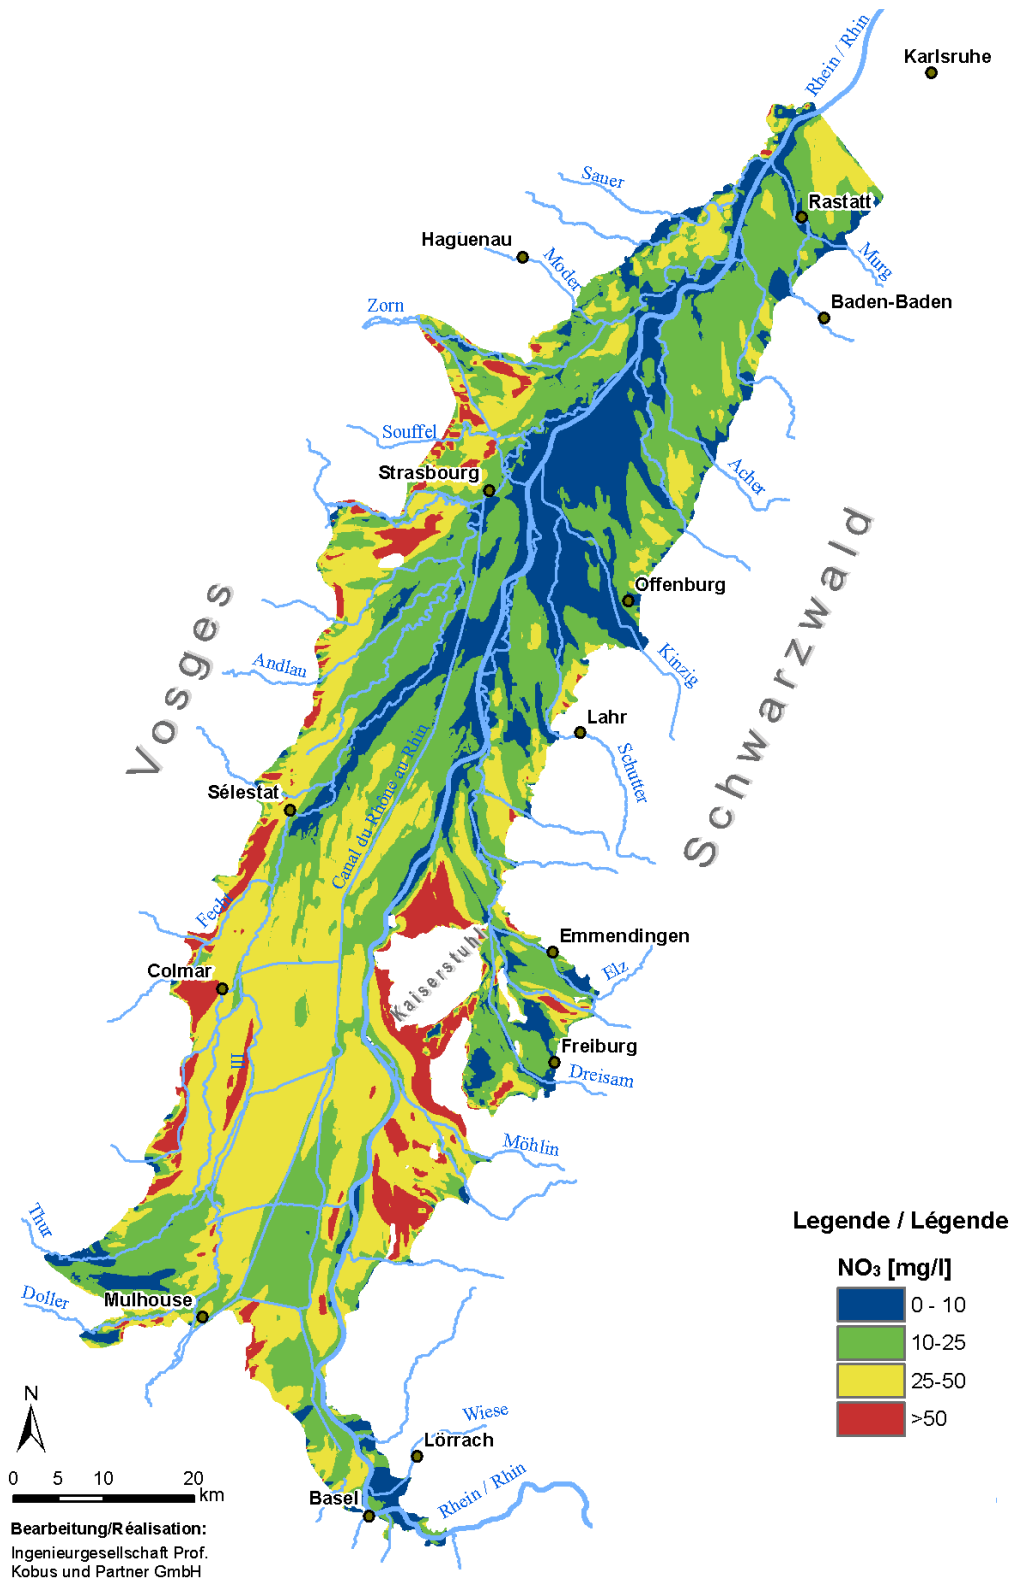 Rhein / Rhin
Karlsruhe
Sauer
Rastatt
Haguenau
Moder
Murg
Baden-Baden
Zorn
Souffel
Strasbourg
Acher
Schwarzwald
Offenburg
Vosges
Andlau
Kinzig
Lahr
Schutter
Canal du Rhône au Rhin
Sélestat
Fecht
Kaiserstuhl
Emmendingen
Elz
Colmar
Ill
Freiburg
Dreisam
Möhlin
Thur
Doller
Mulhouse
Wiese
Lörrach
Basel
Rhein / Rhin
Legende / Légende
NO₃ [mg/l]
0 - 10
10-25
25-50
>50
N
0 5 10 20
km
Bearbeitung/Réalisation:
Ingenieurgesellschaft Prof.
Kobus und Partner GmbH